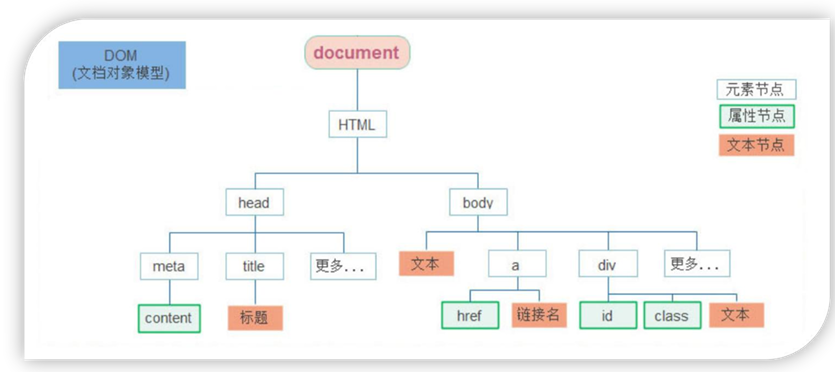 DOM
(文档对象模型)
document
元素节点
属性节点
文本节点
HTML
head
body
meta
title
更多...
文本
a
div
更多...
content
标题
href
链接名
id
class
文本